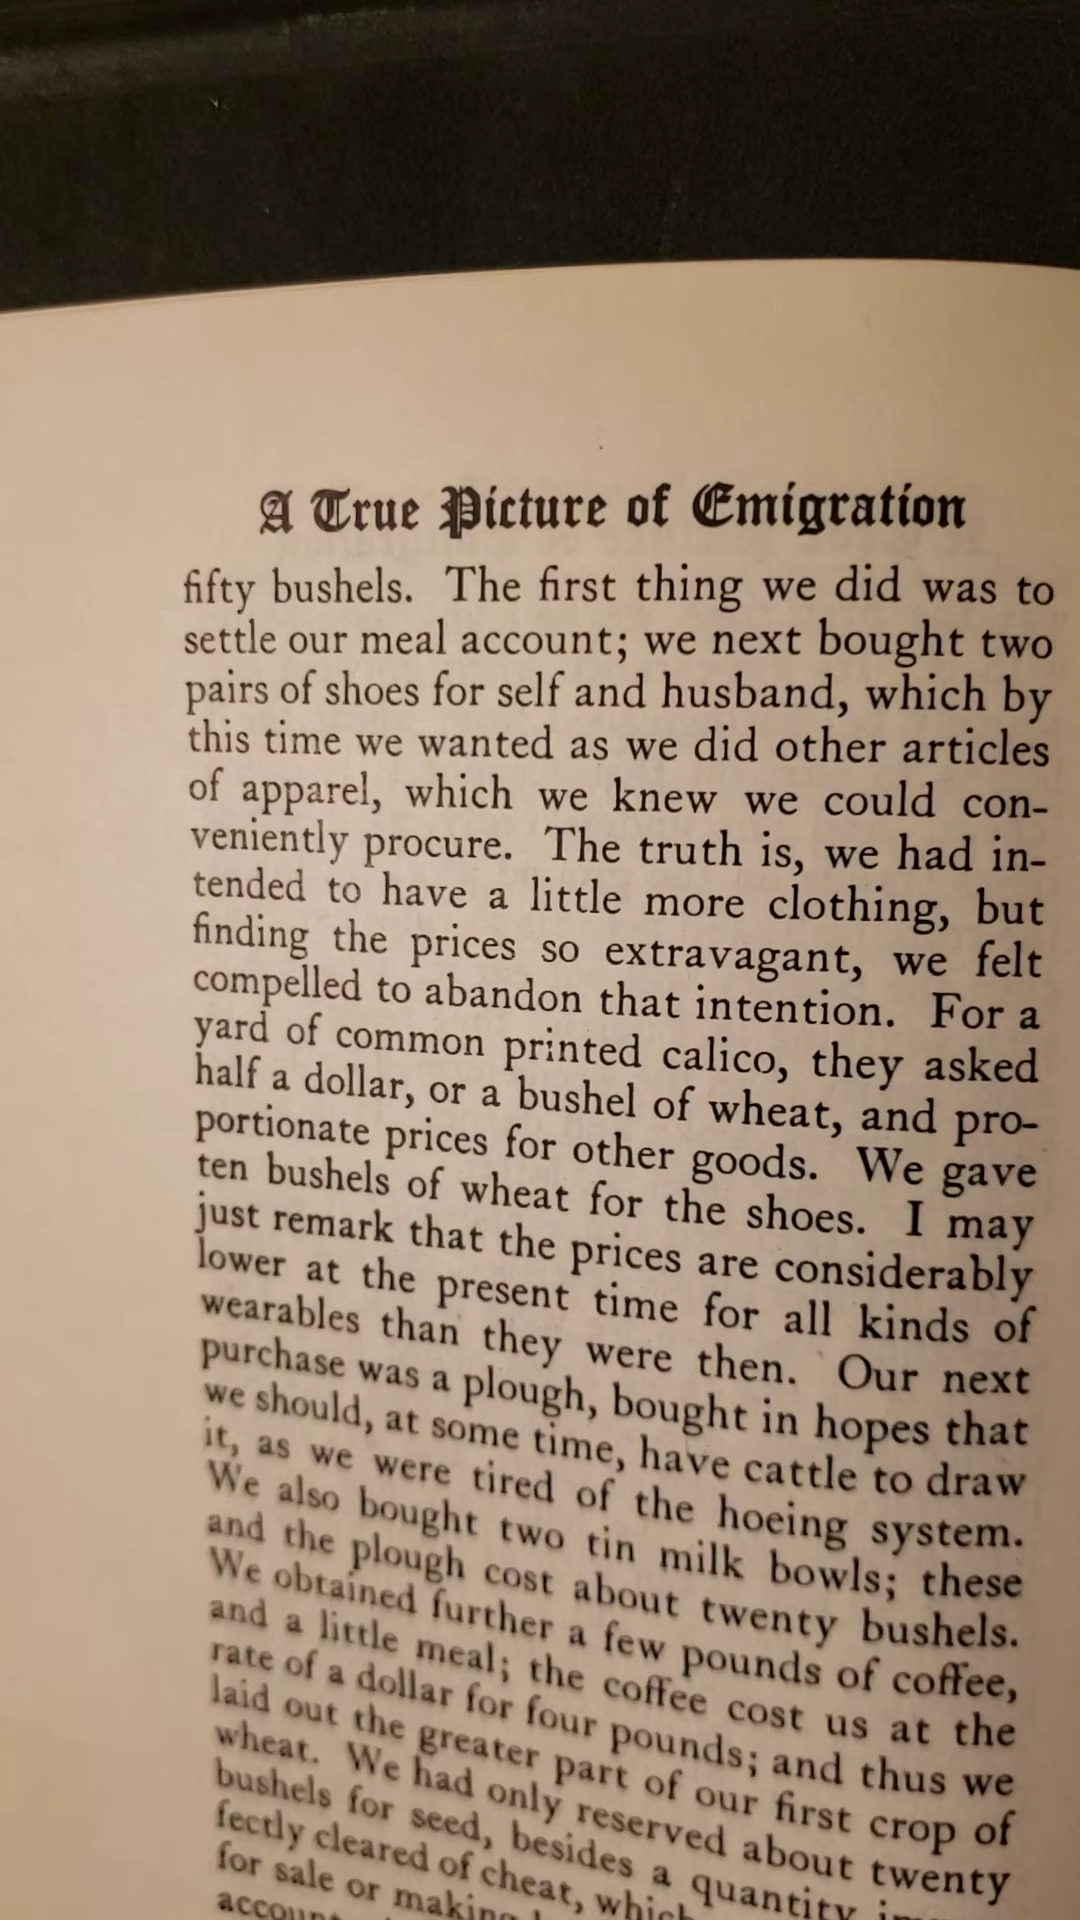 A True Picture of Emigration
fifty bushels. The first thing we did was to
settle our meal account; we next bought two
pairs of shoes for self and husband, which by
this time we wanted as we did other articles
of apparel, which we knew we could con-
veniently procure. The truth is, we had in-
tended to have a little more clothing, but
finding the prices so extravagant, we felt
compelled to abandon that intention. For a
yard of common printed calico, they asked
half a dollar, or a bushel of wheat, and pro-
portionate prices for other goods. We gave
ten bushels of wheat for the shoes. I may
just remark that the prices are considerably
lower at the present time for all kinds of
wearables than they were then. Our next
purchase was a plough, bought in hopes that
we should, at some time, have cattle to draw
it, as we were tired of the hoeing system.
We also bought two tin milk bowls; these
and the plough cost about twenty bushels.
We obtained further a few pounds of coffee,
and a little meal; the coffee cost us at the
rate of a dollar for four pounds; and thus we
laid out the greater part of our first crop of
wheat. We had only reserved about twenty
bushels for seed, besides a quantity
fectly cleared of cheat, which
for sale or making